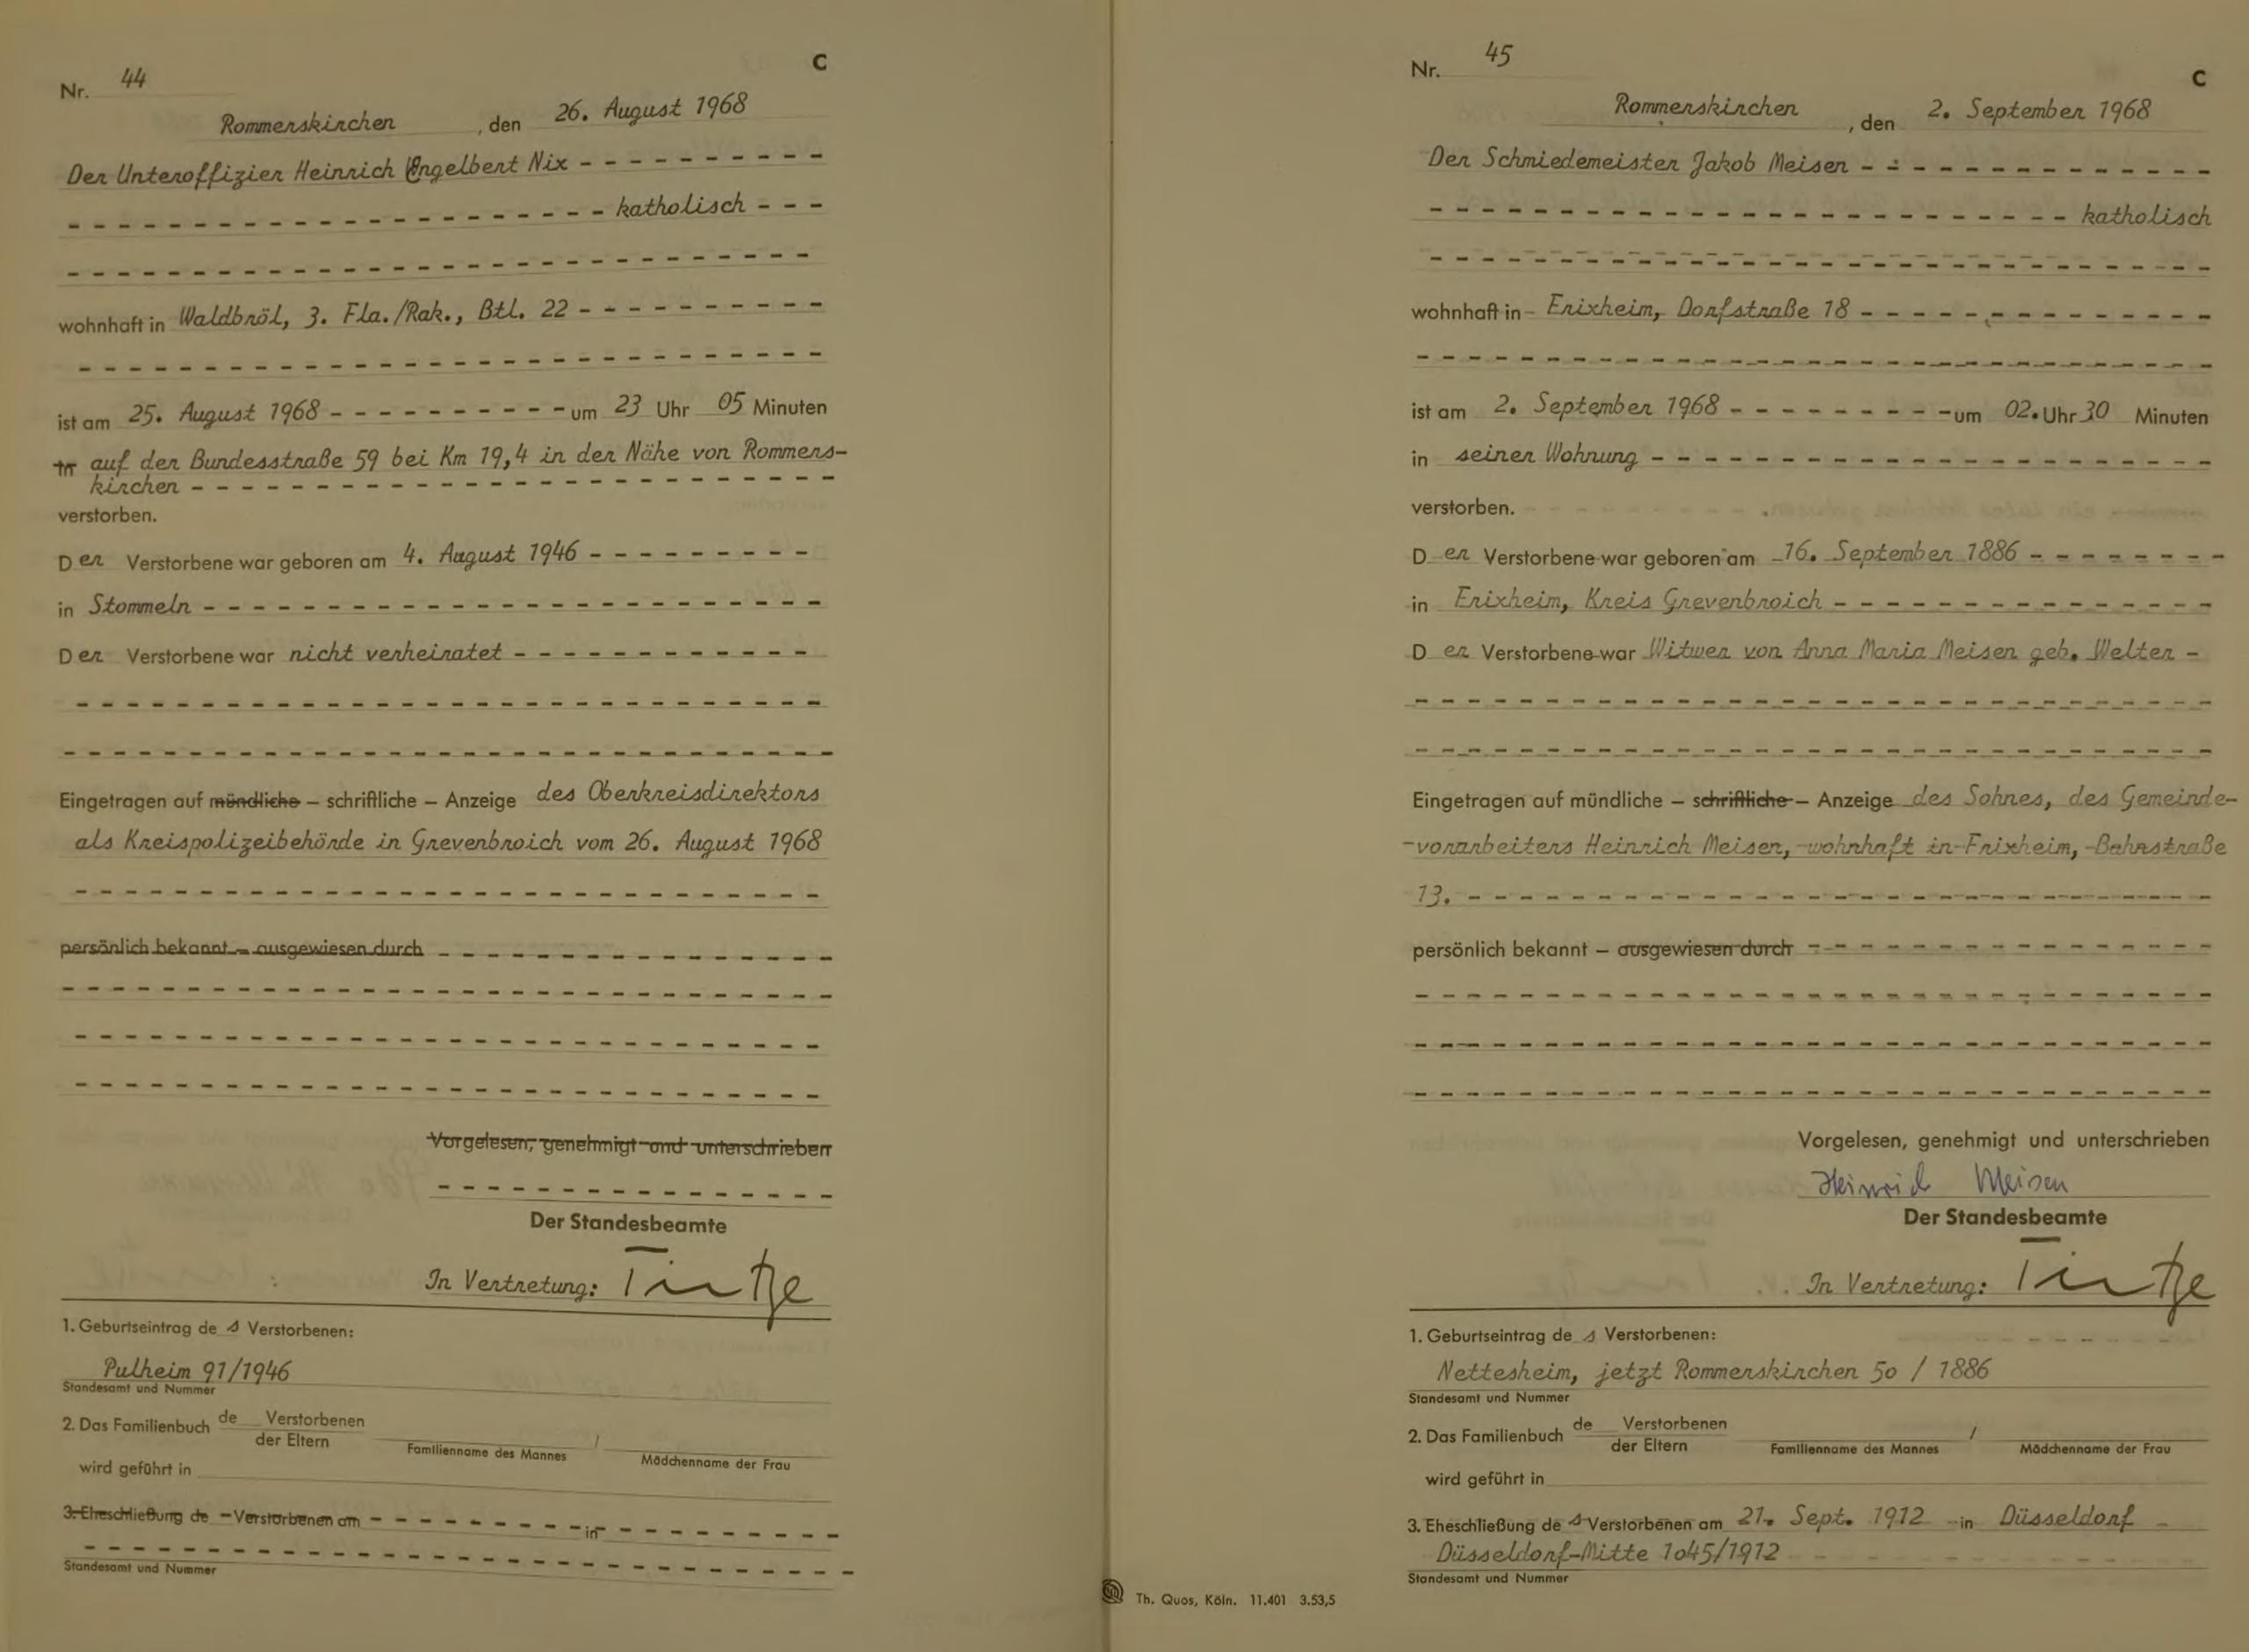 Nr. 44
C
Rommerskirchen, den 26. August 1968
Der Unteroffizier Heinrich Engelbert Nix - - - - - - - - - -
- - - - - - - - - - - - - - - - - - - - - - katholisch - - -
- - - - - - - - - - - - - - - - - - - - - - - - - - - - - -
wohnhaft in Waldbröl, 3. Fla./Rak., Btl. 22 - - - - - - - - - -
- - - - - - - - - - - - - - - - - - - - - - - - - - - - - -
ist am 25. August 1968 - - - - - - - - - - um 23 Uhr 05 Minuten
in auf der Bundesstraße 59 bei Km 19,4 in der Nähe von Rommers-
kirchen - - - - - - - - - - - - - - - - - - - - - - - - - -
verstorben.
Der Verstorbene war geboren am 4. August 1946 - - - - - - - - -
in Stommeln - - - - - - - - - - - - - - - - - - - - - - - -
Der Verstorbene war nicht verheiratet - - - - - - - - - - - -
- - - - - - - - - - - - - - - - - - - - - - - - - - - - - -
- - - - - - - - - - - - - - - - - - - - - - - - - - - - - -
Eingetragen auf mündliche – schriftliche – Anzeige des Oberkreisdirektors
als Kreispolizeibehörde in Grevenbroich vom 26. August 1968
- - - - - - - - - - - - - - - - - - - - - - - - - - - - - -
persönlich bekannt – ausgewiesen durch - - - - - - - - - - - - - - - -
- - - - - - - - - - - - - - - - - - - - - - - - - - - - - -
- - - - - - - - - - - - - - - - - - - - - - - - - - - - - -
- - - - - - - - - - - - - - - - - - - - - - - - - - - - - -
Vorgelesen, genehmigt und unterschrieben
- - - - - - - - - - - - - - - -
Der Standesbeamte
In Vertretung: Tintze
1. Geburtseintrag des Verstorbenen:
Pulheim 91/1946
Standesamt und Nummer
2. Das Familienbuch de Verstorbenen
der Eltern / Familienname des Mannes Mädchenname der Frau
wird geführt in
3. Eheschließung de - Verstorbenen am - - - - - - - - - in - - - - - - - - - -
- - - - - - - - - - - - - - - - - - - - - - - - - - - - - -
Standesamt und Nummer
Nr. 45
C
Rommerskirchen, den 2. September 1968
Der Schmiedemeister Jakob Meisen - - - - - - - - - - - - - -
- - - - - - - - - - - - - - - - - - - - - - - - - katholisch
- - - - - - - - - - - - - - - - - - - - - - - - - - - - - -
wohnhaft in Frixheim, Dorfstraße 18 - - - - - - - - - - - - - -
- - - - - - - - - - - - - - - - - - - - - - - - - - - - - -
ist am 2. September 1968 - - - - - - - - - um 02. Uhr 30 Minuten
in seiner Wohnung - - - - - - - - - - - - - - - - - - - - - -
verstorben.
Der Verstorbene war geboren am 16. September 1886 - - - - - - - -
in Frixheim, Kreis Grevenbroich - - - - - - - - - - - - - - -
Der Verstorbene war Witwer von Anna Maria Meisen geb. Welter -
- - - - - - - - - - - - - - - - - - - - - - - - - - - - - -
- - - - - - - - - - - - - - - - - - - - - - - - - - - - - -
Eingetragen auf mündliche – schriftliche – Anzeige des Sohnes, des Gemeinde-
-vorarbeiters Heinrich Meisen, wohnhaft in Frixheim, Bahnstraße
13. - - - - - - - - - - - - - - - - - - - - - - - - - - - - -
persönlich bekannt – ausgewiesen durch - - - - - - - - - - - - - - - -
- - - - - - - - - - - - - - - - - - - - - - - - - - - - - -
- - - - - - - - - - - - - - - - - - - - - - - - - - - - - -
- - - - - - - - - - - - - - - - - - - - - - - - - - - - - -
Vorgelesen, genehmigt und unterschrieben
Heinrich Meisen
Der Standesbeamte
In Vertretung: Tintze
1. Geburtseintrag des Verstorbenen:
Nettesheim, jetzt Rommerskirchen 50 / 1886
Standesamt und Nummer
2. Das Familienbuch de Verstorbenen
der Eltern / Familienname des Mannes Mädchenname der Frau
wird geführt in
3. Eheschließung des Verstorbenen am 21. Sept. 1912 in Düsseldorf -
Düsseldorf-Mitte 1045/1912
Standesamt und Nummer
Th. Quos, Köln. 11.401 3.53,5